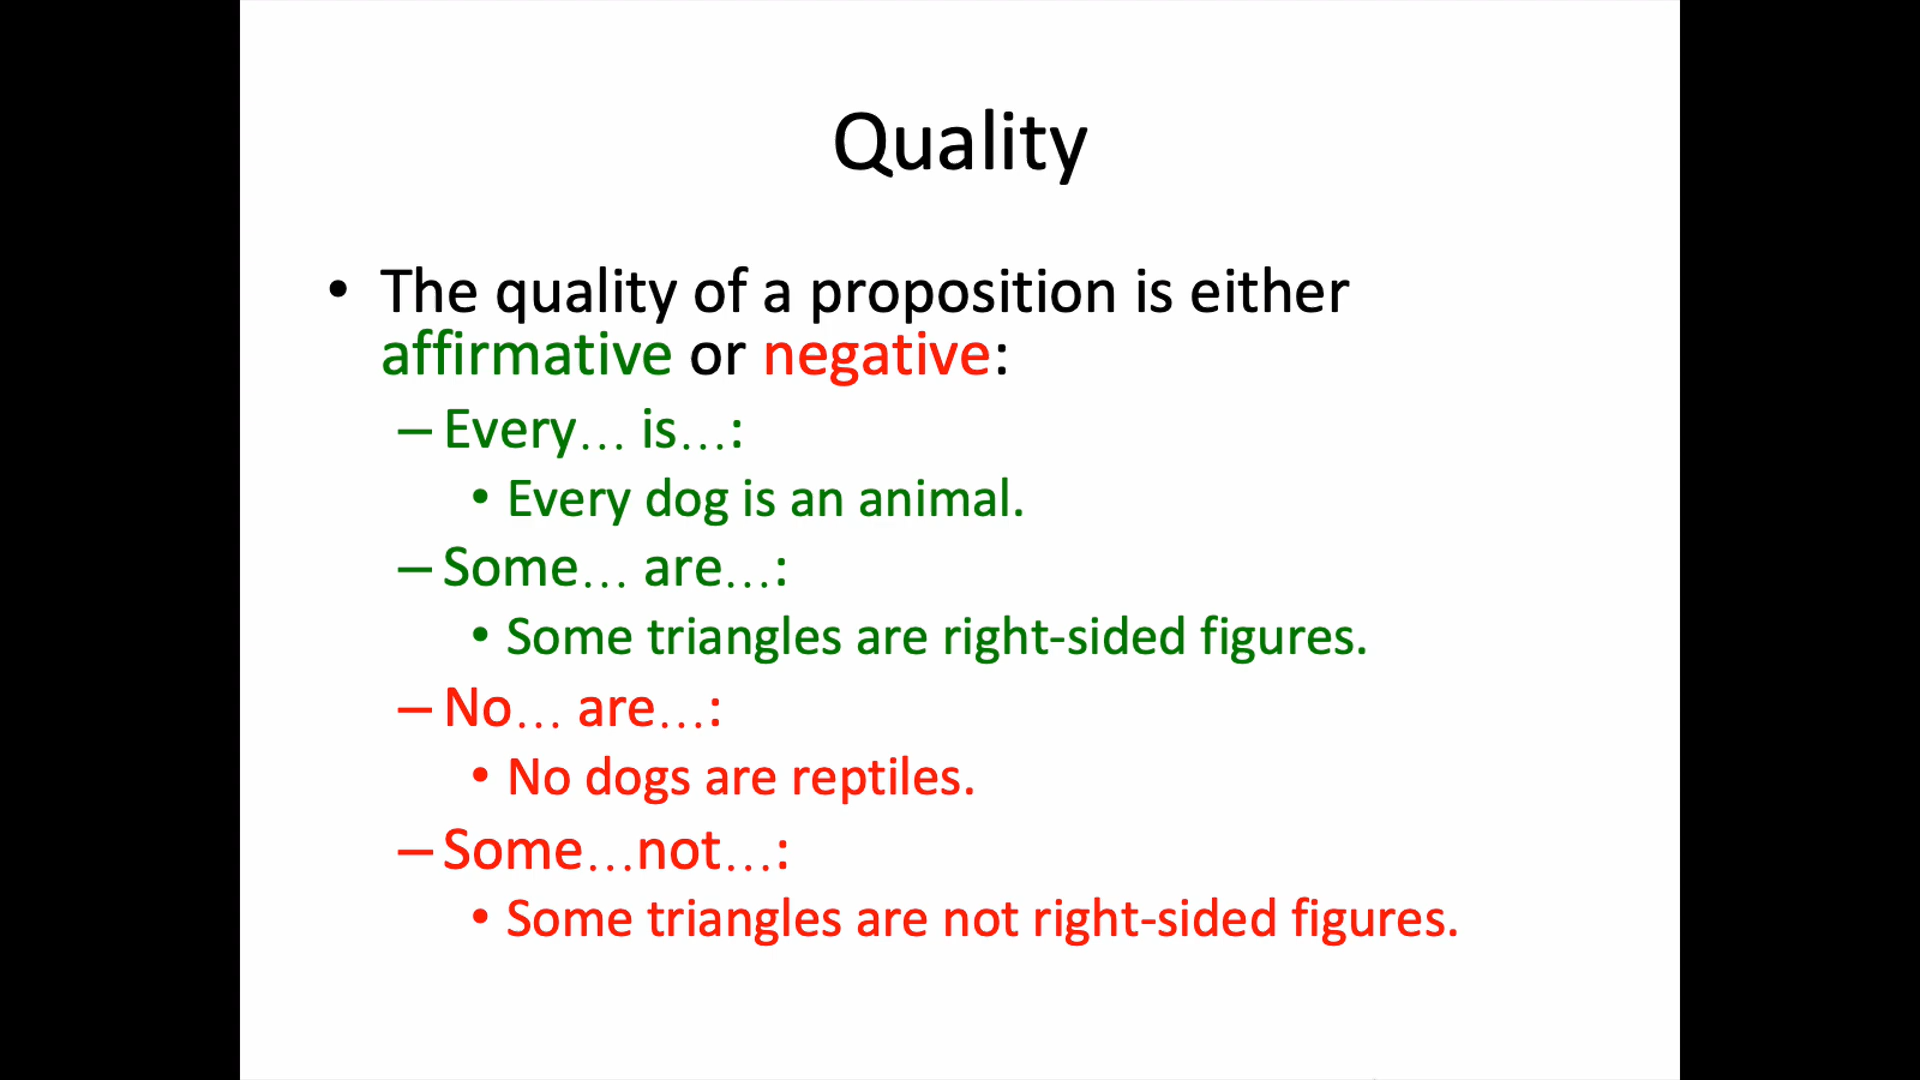 Quality
• The quality of a proposition is either
affirmative or negative:
– Every… is…:
• Every dog is an animal.
– Some… are…:
• Some triangles are right-sided figures.
– No… are…:
• No dogs are reptiles.
– Some…not…:
• Some triangles are not right-sided figures.